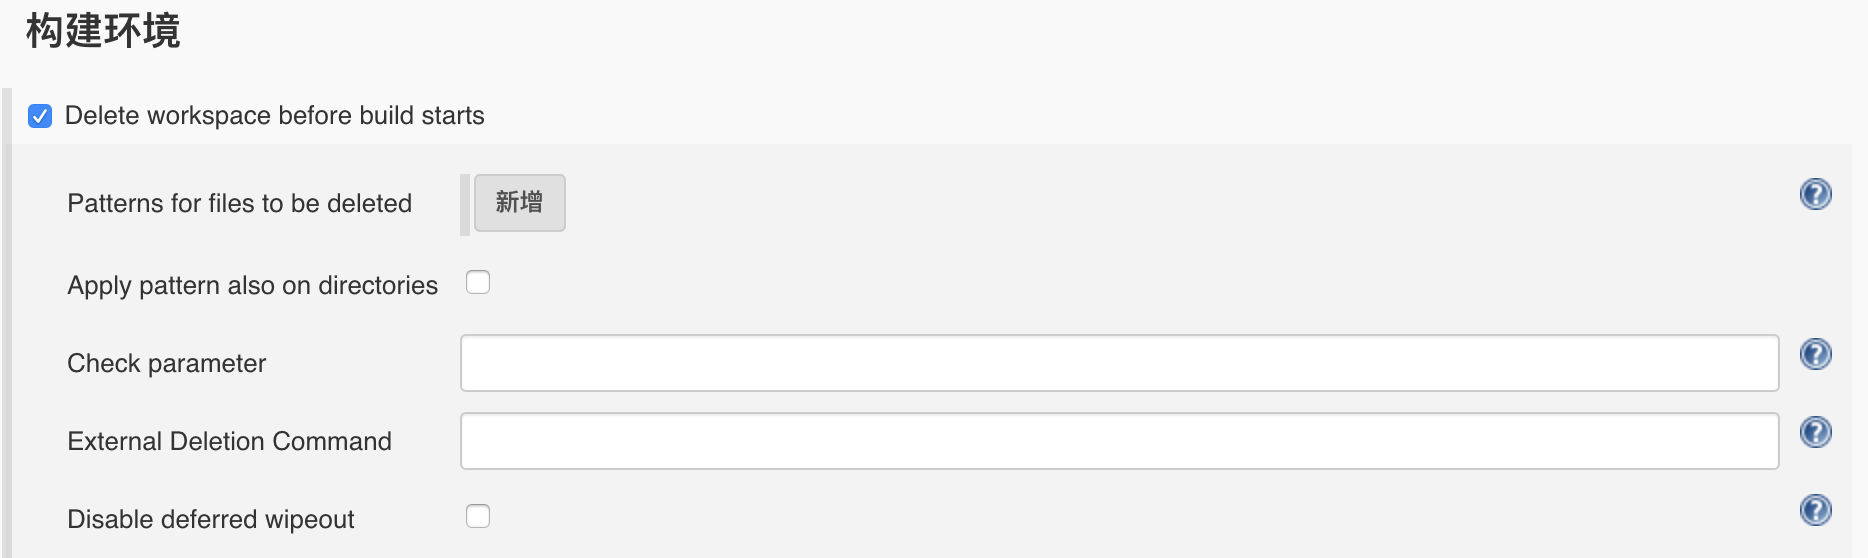 构建环境
Delete workspace before build starts
Patterns for files to be deleted 新增
Apply pattern also on directories
Check parameter
External Deletion Command
Disable deferred wipeout